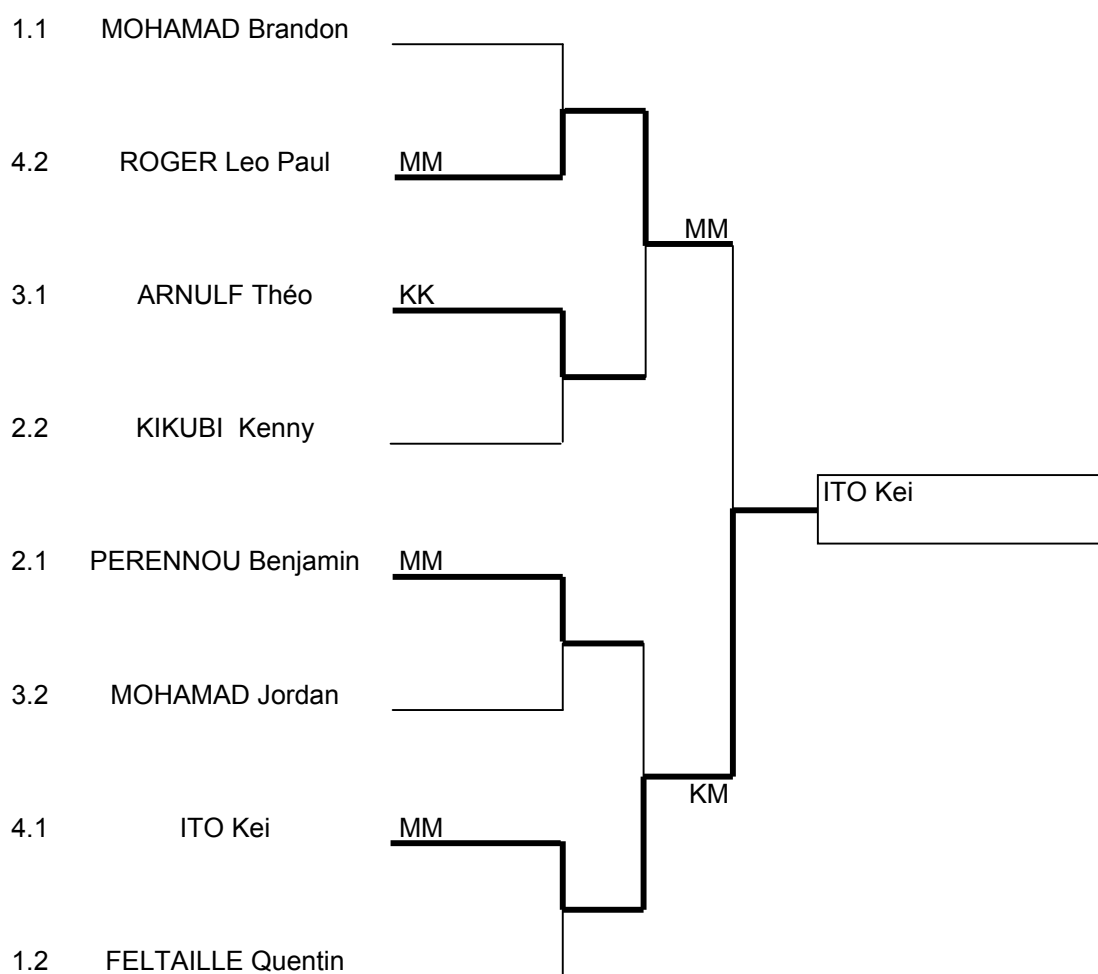 1.1 MOHAMAD Brandon
4.2 ROGER Leo Paul MM
MM
3.1 ARNULF Théo KK
2.2 KIKUBI Kenny
ITO Kei
2.1 PERENNOU Benjamin MM
3.2 MOHAMAD Jordan
KM
4.1 ITO Kei MM
1.2 FELTAILLE Quentin